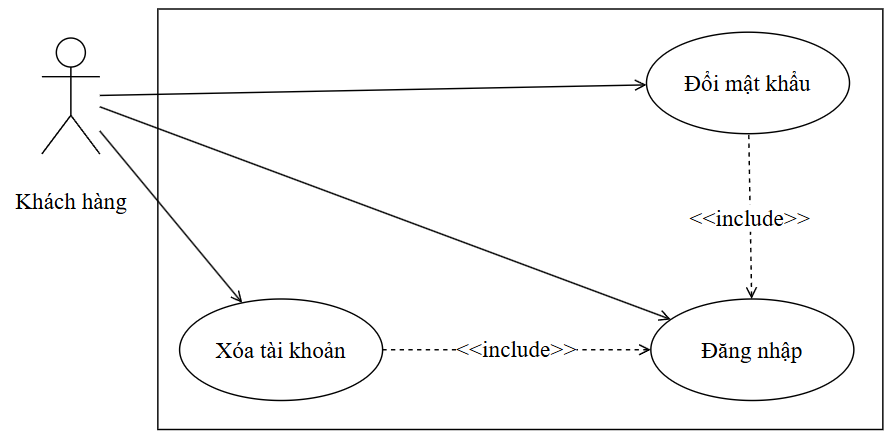 Đổi mật khẩu
Khách hàng
<<include>>
Xóa tài khoản
<<include>>
Đăng nhập